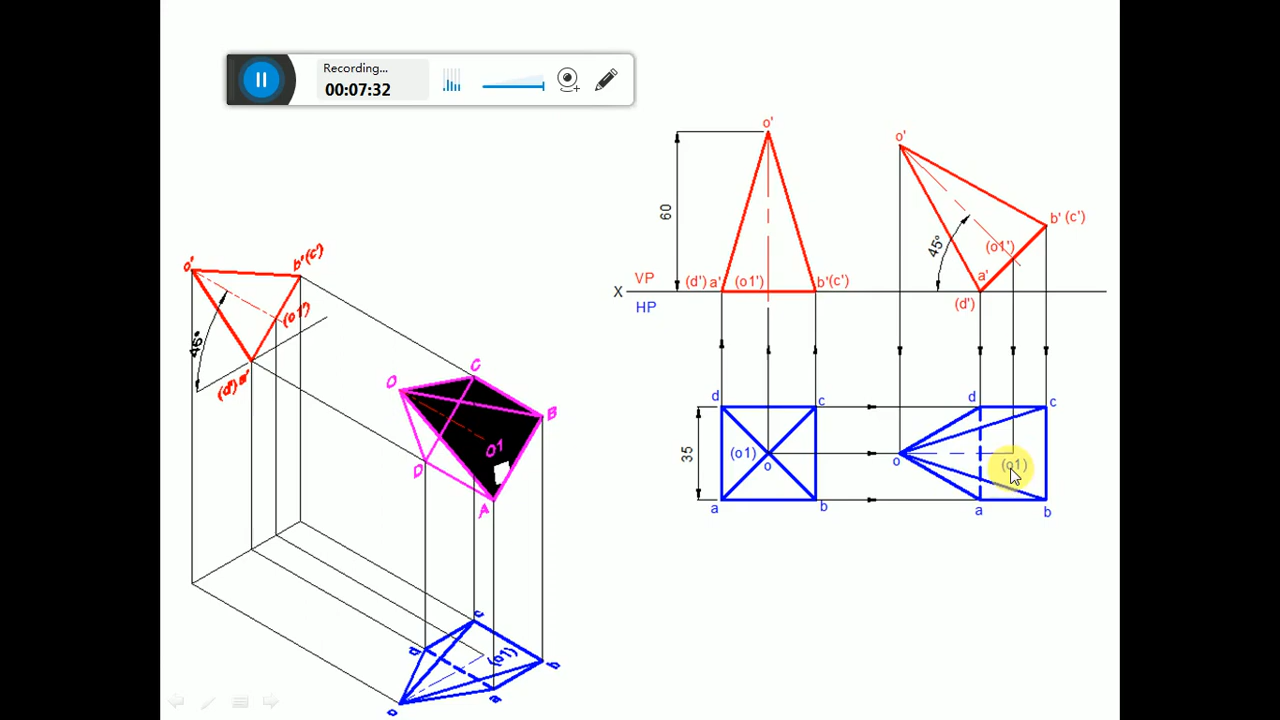 Recording...
00:07:32
o'
o'
60
b' (c')
45°
(o1')
VP
(d') a' (o1') b'(c')
a'
X
HP
(d')
o'
b'(c')
(o1')
45°
(d') a'
d c
d c
35
(o1)
o
o
(o1)
a b
a b
C
O
B
O1
D
A
c
d
(o1)
b
a
o